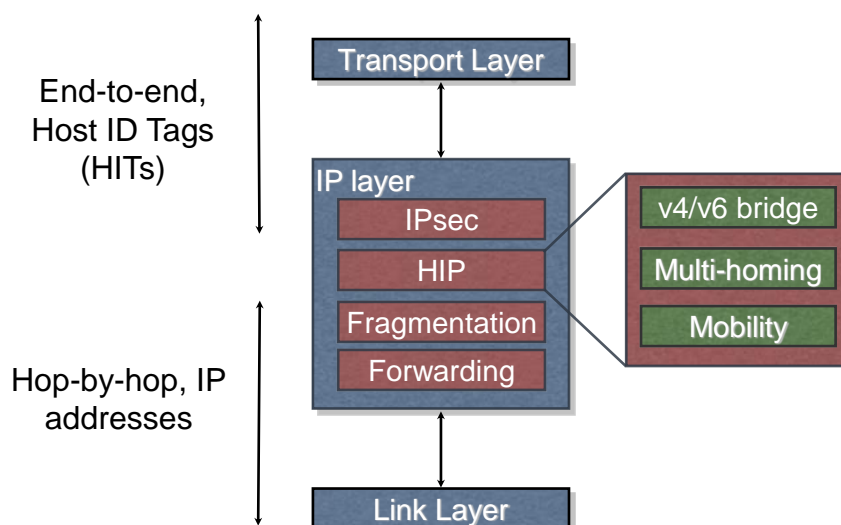 Transport Layer
End-to-end,
Host ID Tags
(HITs)
IP layer
IPsec
HIP
Fragmentation
Forwarding
v4/v6 bridge
Multi-homing
Mobility
Hop-by-hop, IP
addresses
Link Layer